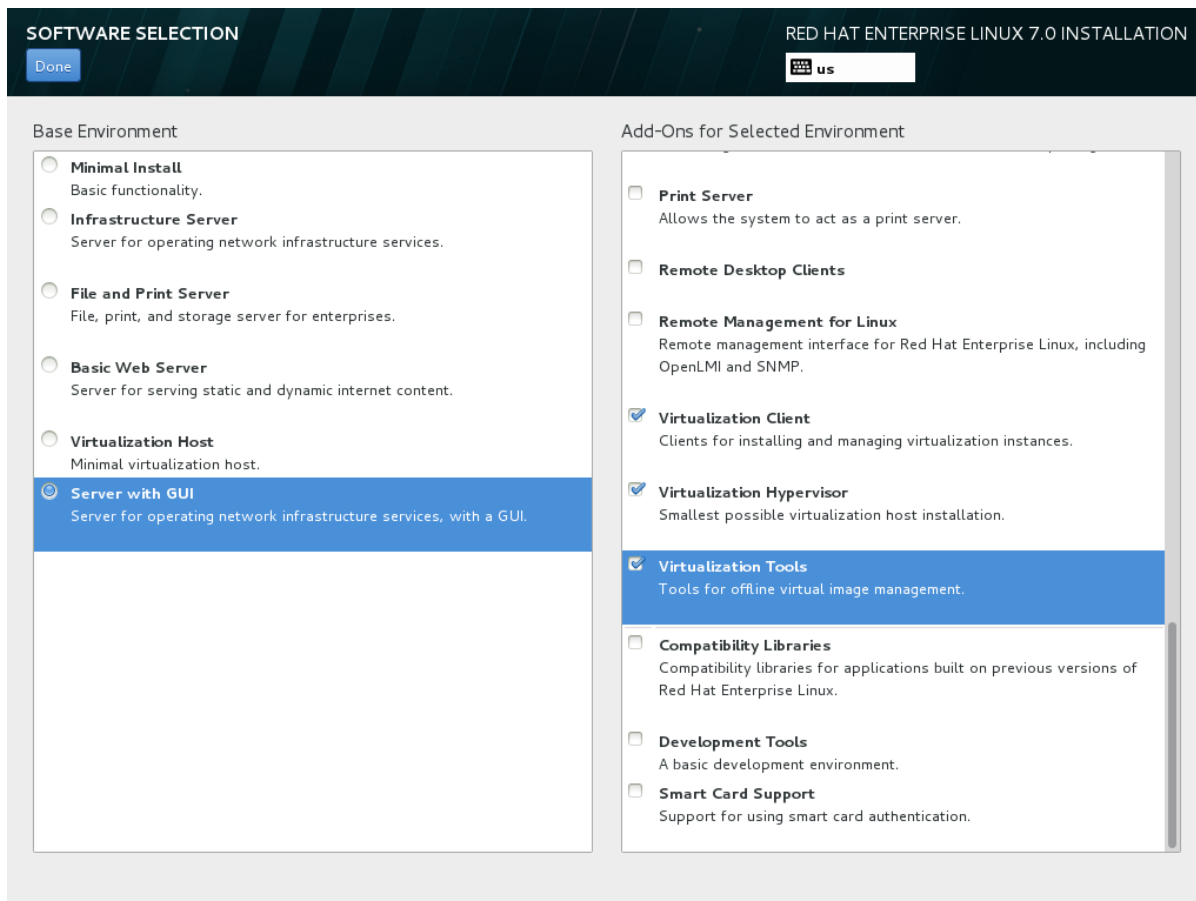 SOFTWARE SELECTION
Done
RED HAT ENTERPRISE LINUX 7.0 INSTALLATION
us
Base Environment
Minimal Install
Basic functionality.
Infrastructure Server
Server for operating network infrastructure services.
File and Print Server
File, print, and storage server for enterprises.
Basic Web Server
Server for serving static and dynamic internet content.
Virtualization Host
Minimal virtualization host.
Server with GUI
Server for operating network infrastructure services, with a GUI.
Add-Ons for Selected Environment
Print Server
Allows the system to act as a print server.
Remote Desktop Clients
Remote Management for Linux
Remote management interface for Red Hat Enterprise Linux, including
OpenLMI and SNMP.
Virtualization Client
Clients for installing and managing virtualization instances.
Virtualization Hypervisor
Smallest possible virtualization host installation.
Virtualization Tools
Tools for offline virtual image management.
Compatibility Libraries
Compatibility libraries for applications built on previous versions of
Red Hat Enterprise Linux.
Development Tools
A basic development environment.
Smart Card Support
Support for using smart card authentication.